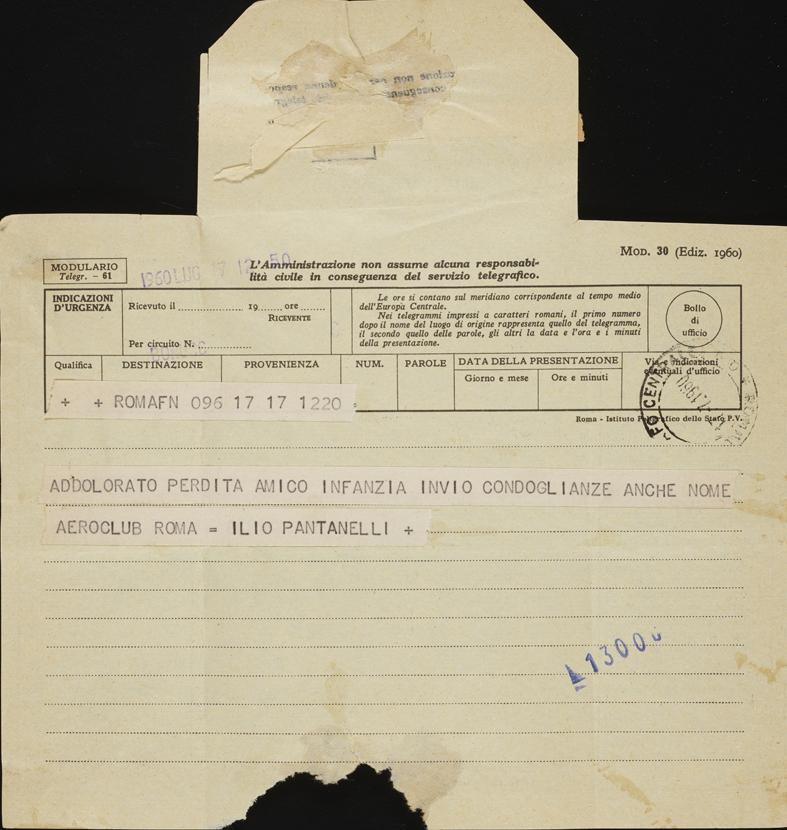 MOD. 30 (Ediz. 1960)
MODULARIO
Telegr. - 61
1960 LUG 17 12 50
L'Amministrazione non assume alcuna responsabi-
lità civile in conseguenza del servizio telegrafico.
INDICAZIONI
D'URGENZA
Ricevuto il 19 ore
RICEVENTE
Per circuito N.
Le ore si contano sul meridiano corrispondente al tempo medio
dell'Europa Centrale.
Nei telegrammi impressi a caratteri romani, il primo numero
dopo il nome del luogo di origine rappresenta quello del telegramma,
il secondo quello delle parole, gli altri la data e l'ora e i minuti
della presentazione.
Bollo
di
ufficio
Qualifica
DESTINAZIONE
PROVENIENZA
NUM.
PAROLE
DATA DELLA PRESENTAZIONE
Giorno e mese
Ore e minuti
Via e indicazioni
eventuali d'ufficio
+ + ROMAFN 096 17 17 1220
Roma - Istituto Poligrafico dello Stato P.V.
ADDOLORATO PERDITA AMICO INFANZIA INVIO CONDOGLIANZE ANCHE NOME
AEROCLUB ROMA = ILIO PANTANELLI +
1300